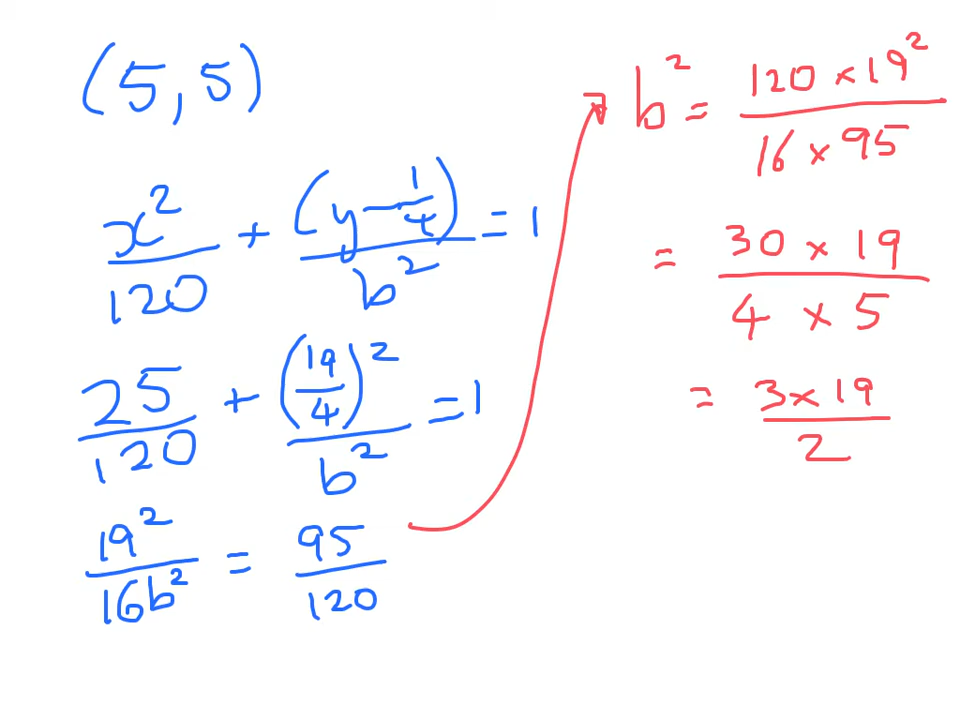 (5,5)
x²/120 + (y-1/4)/b² = 1
25/120 + (19/4)²/b² = 1
19²/16b² = 95/120
b² = 120×19²/16×95
= 30×19/4×5
= 3×19/2